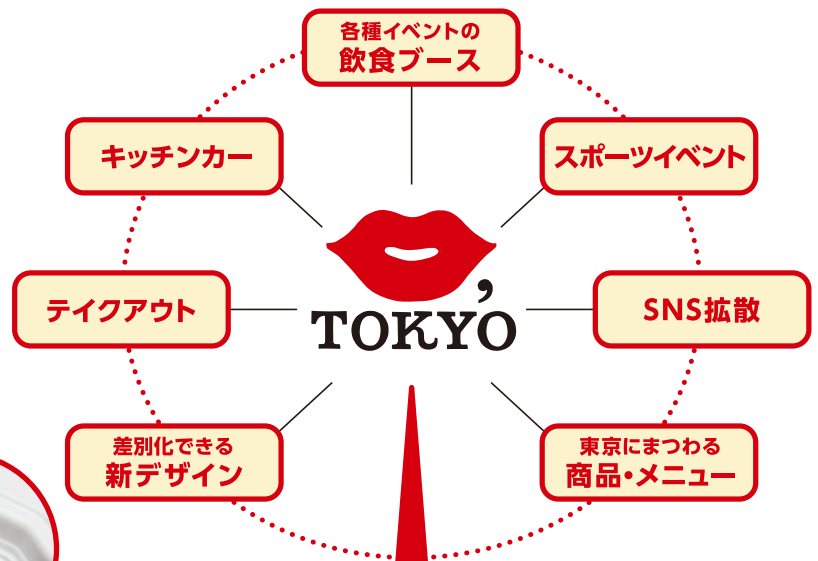 各種イベントの
飲食ブース
キッチンカー
スポーツイベント
テイクアウト
TOKYO,
SNS拡散
差別化できる
新デザイン
東京にまつわる
商品・メニュー